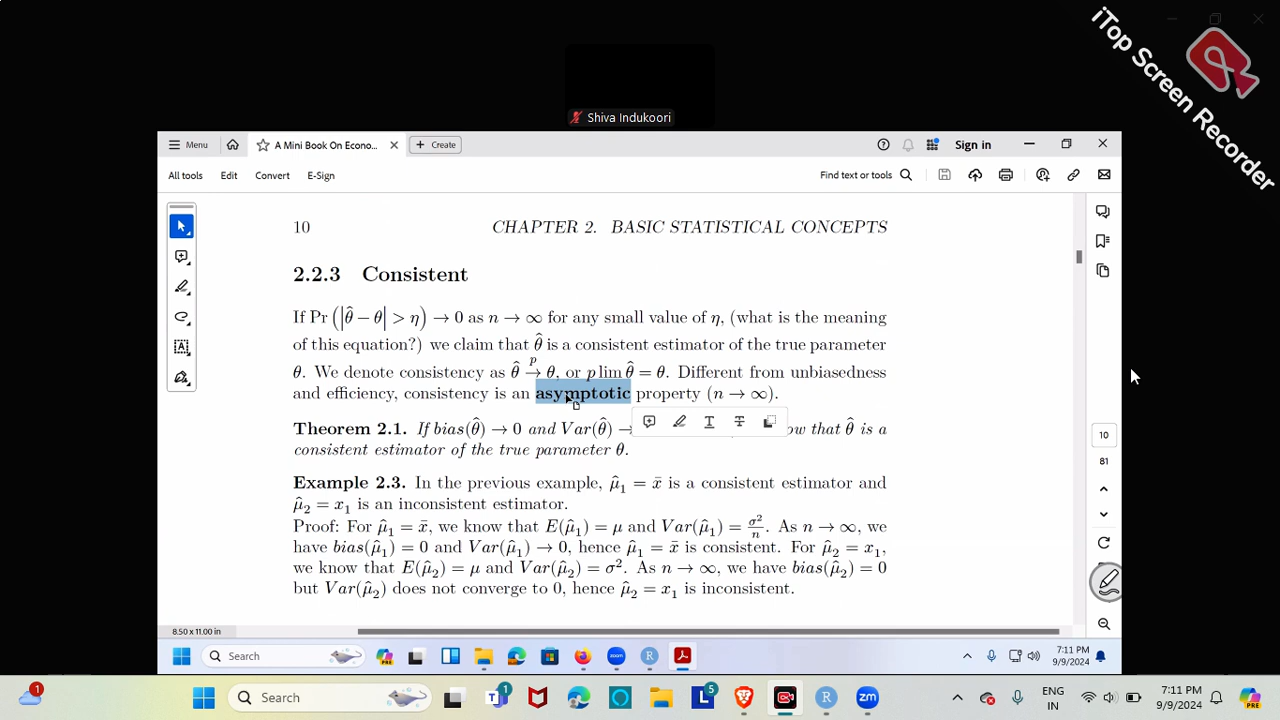 iTop Screen Recorder
Shiva Indukoori
Menu
A Mini Book On Econo...
Create
Sign in
All tools
Edit
Convert
E-Sign
Find text or tools
10 CHAPTER 2. BASIC STATISTICAL CONCEPTS
2.2.3 Consistent
If Pr (|θ̂ − θ| > η) → 0 as n → ∞ for any small value of η, (what is the meaning
of this equation?) we claim that θ̂ is a consistent estimator of the true parameter
θ. We denote consistency as θ̂ →ᵖ θ, or p lim θ̂ = θ. Different from unbiasedness
and efficiency, consistency is an asymptotic property (n → ∞).
Theorem 2.1. If bias(θ̂) → 0 and Var(θ̂) → ow that θ̂ is a
consistent estimator of the true parameter θ.
Example 2.3. In the previous example, μ̂₁ = x̄ is a consistent estimator and
μ̂₂ = x₁ is an inconsistent estimator.
Proof: For μ̂₁ = x̄, we know that E(μ̂₁) = μ and Var(μ̂₁) = σ²/n. As n → ∞, we
have bias(μ̂₁) = 0 and Var(μ̂₁) → 0, hence μ̂₁ = x̄ is consistent. For μ̂₂ = x₁,
we know that E(μ̂₂) = μ and Var(μ̂₂) = σ². As n → ∞, we have bias(μ̂₂) = 0
but Var(μ̂₂) does not converge to 0, hence μ̂₂ = x₁ is inconsistent.
10
81
8.50 x 11.00 in
Search
PRE
R
zoom
7:11 PM
9/9/2024
1
Search
1
L
5
R
zm
ENG
IN
7:11 PM
9/9/2024
PRE